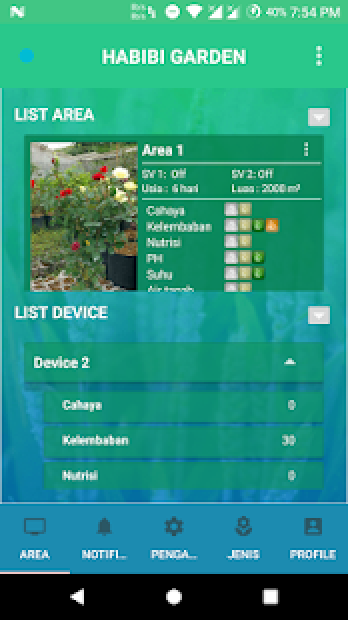 40% 7:54 PM
HABIBI GARDEN
LIST AREA
Area 1
SV 1: Off SV 2: Off
Usia : 6 hari Luas : 2000 m²
Cahaya
Kelembaban
Nutrisi
PH
Suhu
Air tanah
LIST DEVICE
Device 2
Cahaya 0
Kelembaban 30
Nutrisi 0
AREA NOTIFI... PENGA... JENIS PROFILE